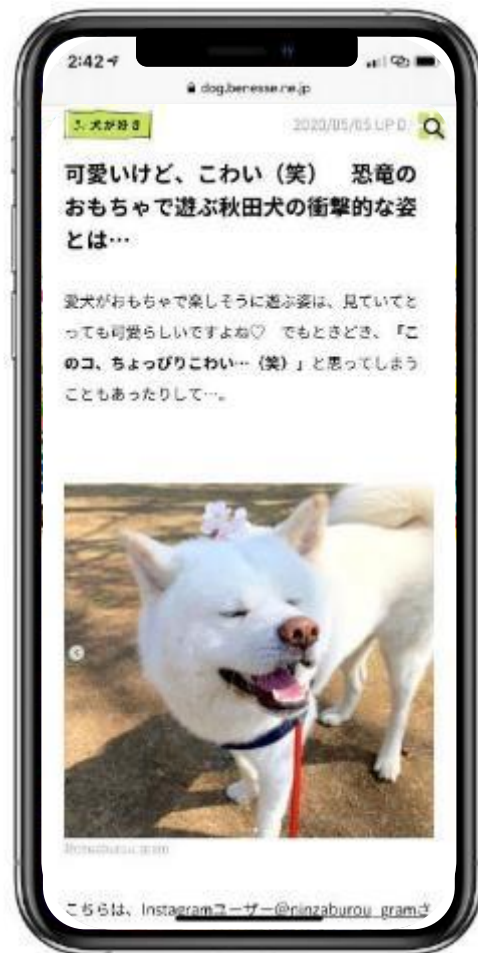 2:42
dog.benesse.ne.jp
犬が好き
2020/05/05 UP
可愛いけど、こわい（笑）　恐竜の
おもちゃで遊ぶ秋田犬の衝撃的な姿
とは…
愛犬がおもちゃで楽しそうに遊ぶ姿は、見ていてと
っても可愛らしいですよね♡　でもときどき、「こ
のコ、ちょっぴりこわい…（笑）」と思ってしまう
こともあったりして…。
@ninzaburou_gram
こちらは、Instagramユーザー@ninzaburou_gramさ